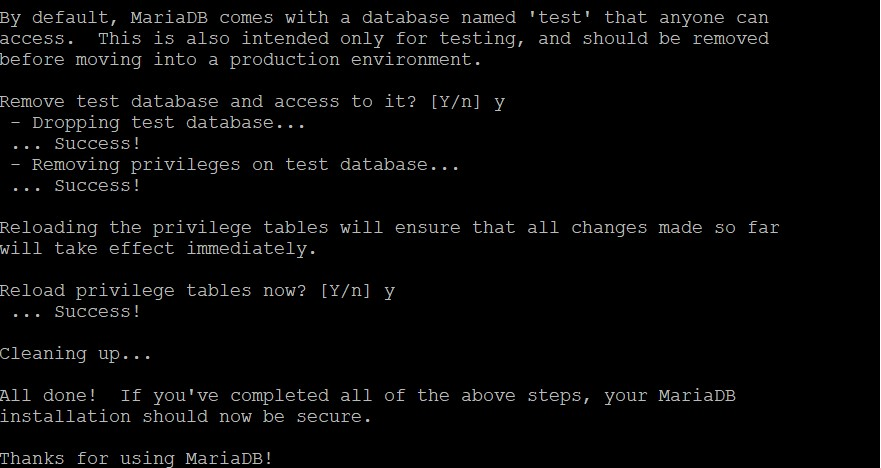 By default, MariaDB comes with a database named 'test' that anyone can
access.  This is also intended only for testing, and should be removed
before moving into a production environment.

Remove test database and access to it? [Y/n] y
 - Dropping test database...
 ... Success!
 - Removing privileges on test database...
 ... Success!

Reloading the privilege tables will ensure that all changes made so far
will take effect immediately.

Reload privilege tables now? [Y/n] y
 ... Success!

Cleaning up...

All done!  If you've completed all of the above steps, your MariaDB
installation should now be secure.

Thanks for using MariaDB!